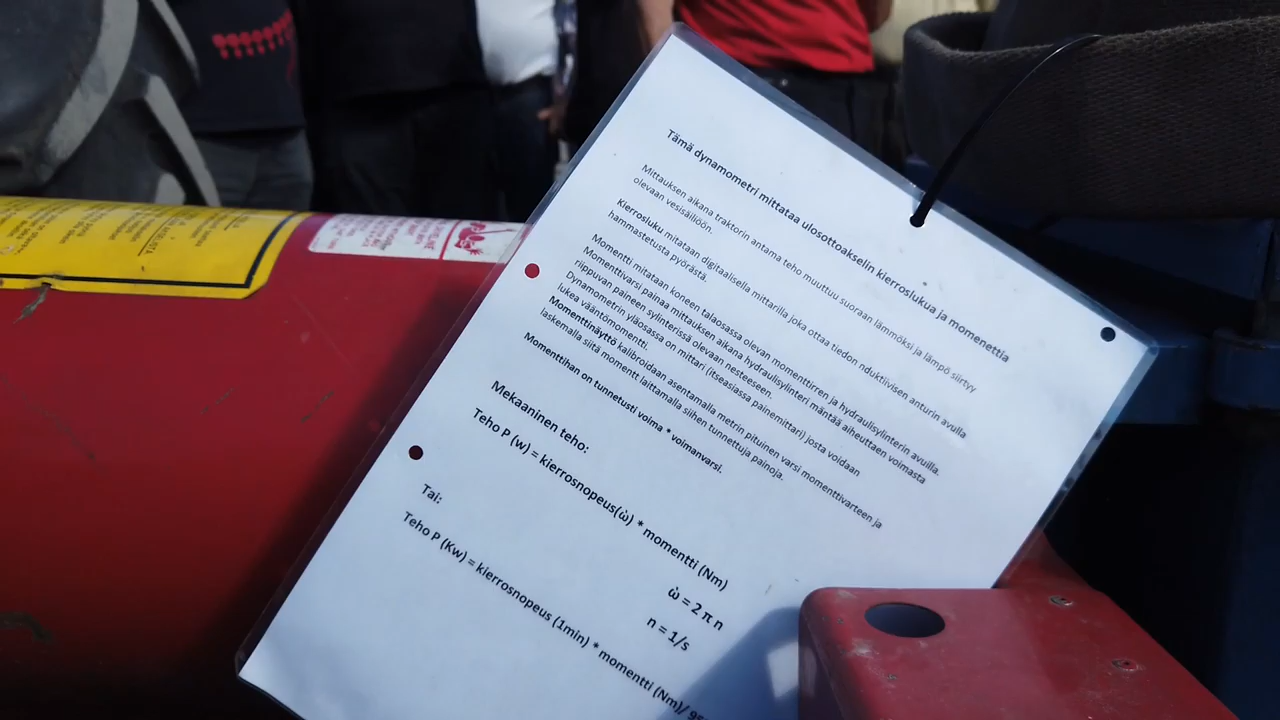 Tämä dynamometri mittataa ulosottoakselin kierroslukua ja momenettia
Mittauksen aikana traktorin antama teho muuttuu suoraan lämmöksi ja lämpö siirtyy
olevaan vesisäiliöön.
Kierrosluku mitataan digitaalisella mittarilla joka ottaa tiedon nduktiivisen anturin avulla
hammastetusta pyörästä.
Momentti mitataan koneen talaosassa olevan momenttirren ja hydraulisylinterin avuilla.
Momenttivarsi painaa mittauksen aikana hydraulisylinteri mäntää aiheuttaen voimasta
riippuvan paineen sylinterissä olevaan nesteeseen.
Dynamometrin yläosassa on mittari (itseasiassa painemittari) josta voidaan
lukea vääntömomentti.
Momenttinäyttö kalibroidaan asentamalla metrin pituinen varsi momenttivarteen ja
laskemalla siitä momentt laittamalla siihen tunnettuja painoja.
Momenttihan on tunnetusti voima * voimanvarsi.
Mekaaninen teho:
Teho P (w) = kierrosnopeus(ὠ) * momentti (Nm)
ὠ = 2 π n
n = 1/s
Tai:
Teho P (Kw) = kierrosnopeus (1min) * momentti (Nm)/ 95